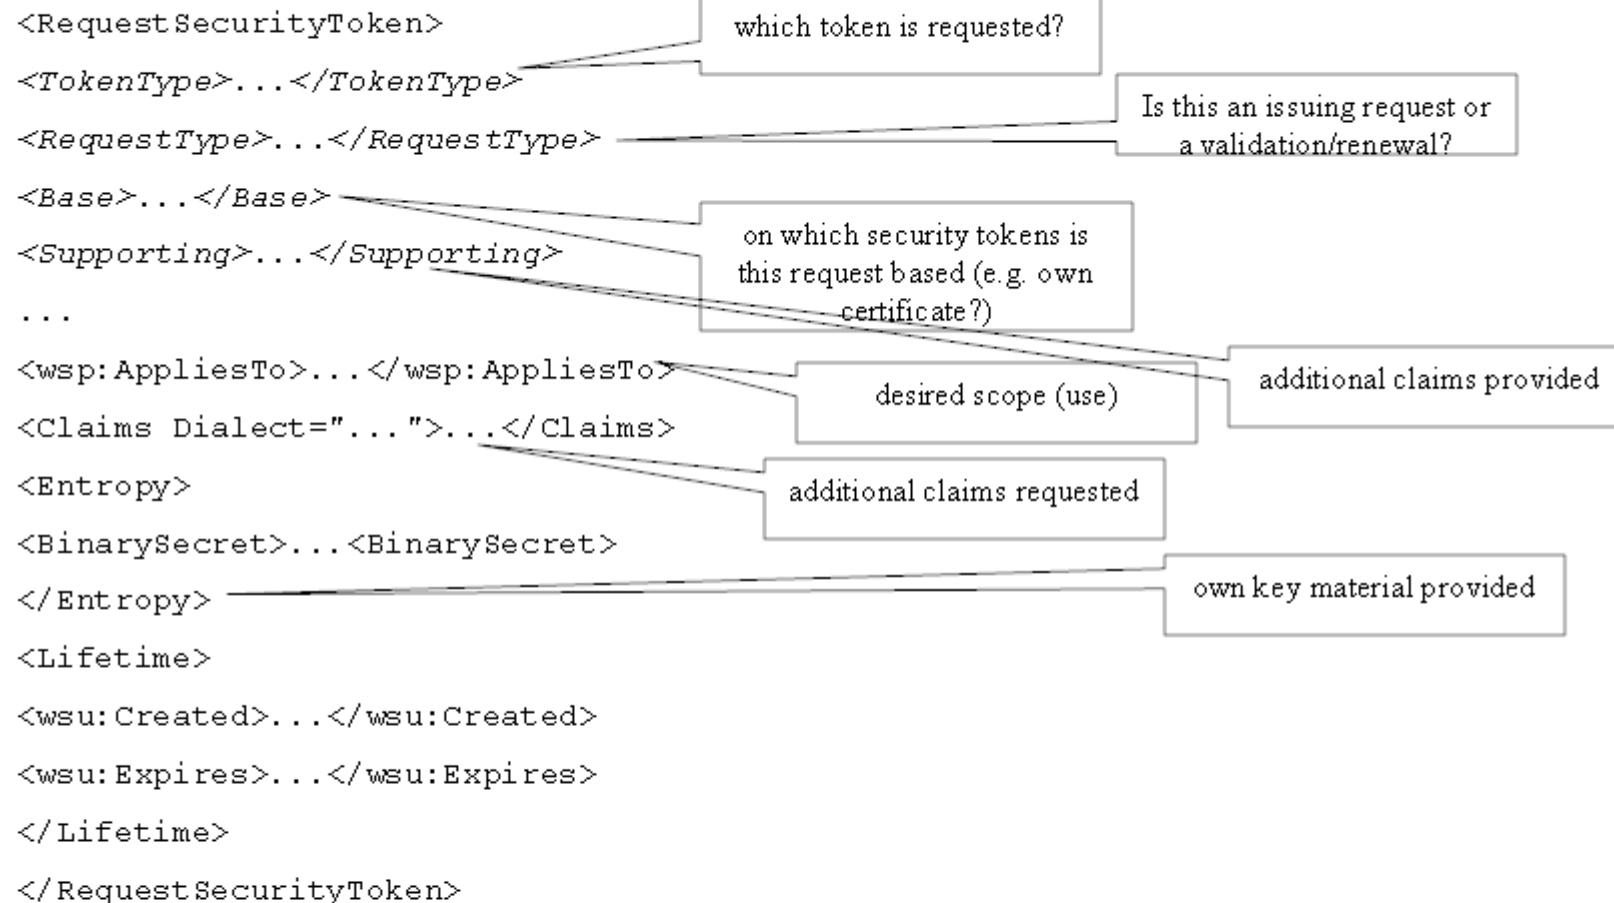 <RequestSecurityToken>
which token is requested?
<TokenType>...</TokenType>
Is this an issuing request or
a validation/renewal?
<RequestType>...</RequestType>
<Base>...</Base>
on which security tokens is
this request based (e.g. own
certificate?)
<Supporting>...</Supporting>
...
<wsp:AppliesTo>...</wsp:AppliesTo>
desired scope (use)
additional claims provided
<Claims Dialect="...">...</Claims>
additional claims requested
<Entropy>
<BinarySecret>...<BinarySecret>
</Entropy>
own key material provided
<Lifetime>
<wsu:Created>...</wsu:Created>
<wsu:Expires>...</wsu:Expires>
</Lifetime>
</RequestSecurityToken>